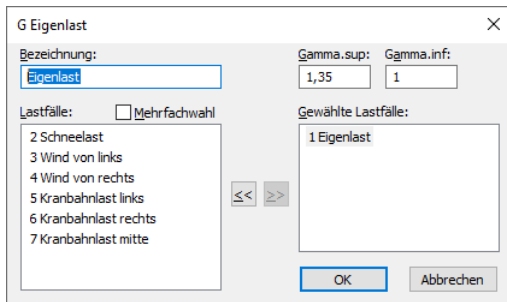 G Eigenlast
Bezeichnung:
Eigenlast
Gamma.sup: Gamma.inf:
1,35 1
Lastfälle: Mehrfachwahl
2 Schneelast
3 Wind von links
4 Wind von rechts
5 Kranbahnlast links
6 Kranbahnlast rechts
7 Kranbahnlast mitte
<< >>
Gewählte Lastfälle:
1 Eigenlast
OK Abbrechen